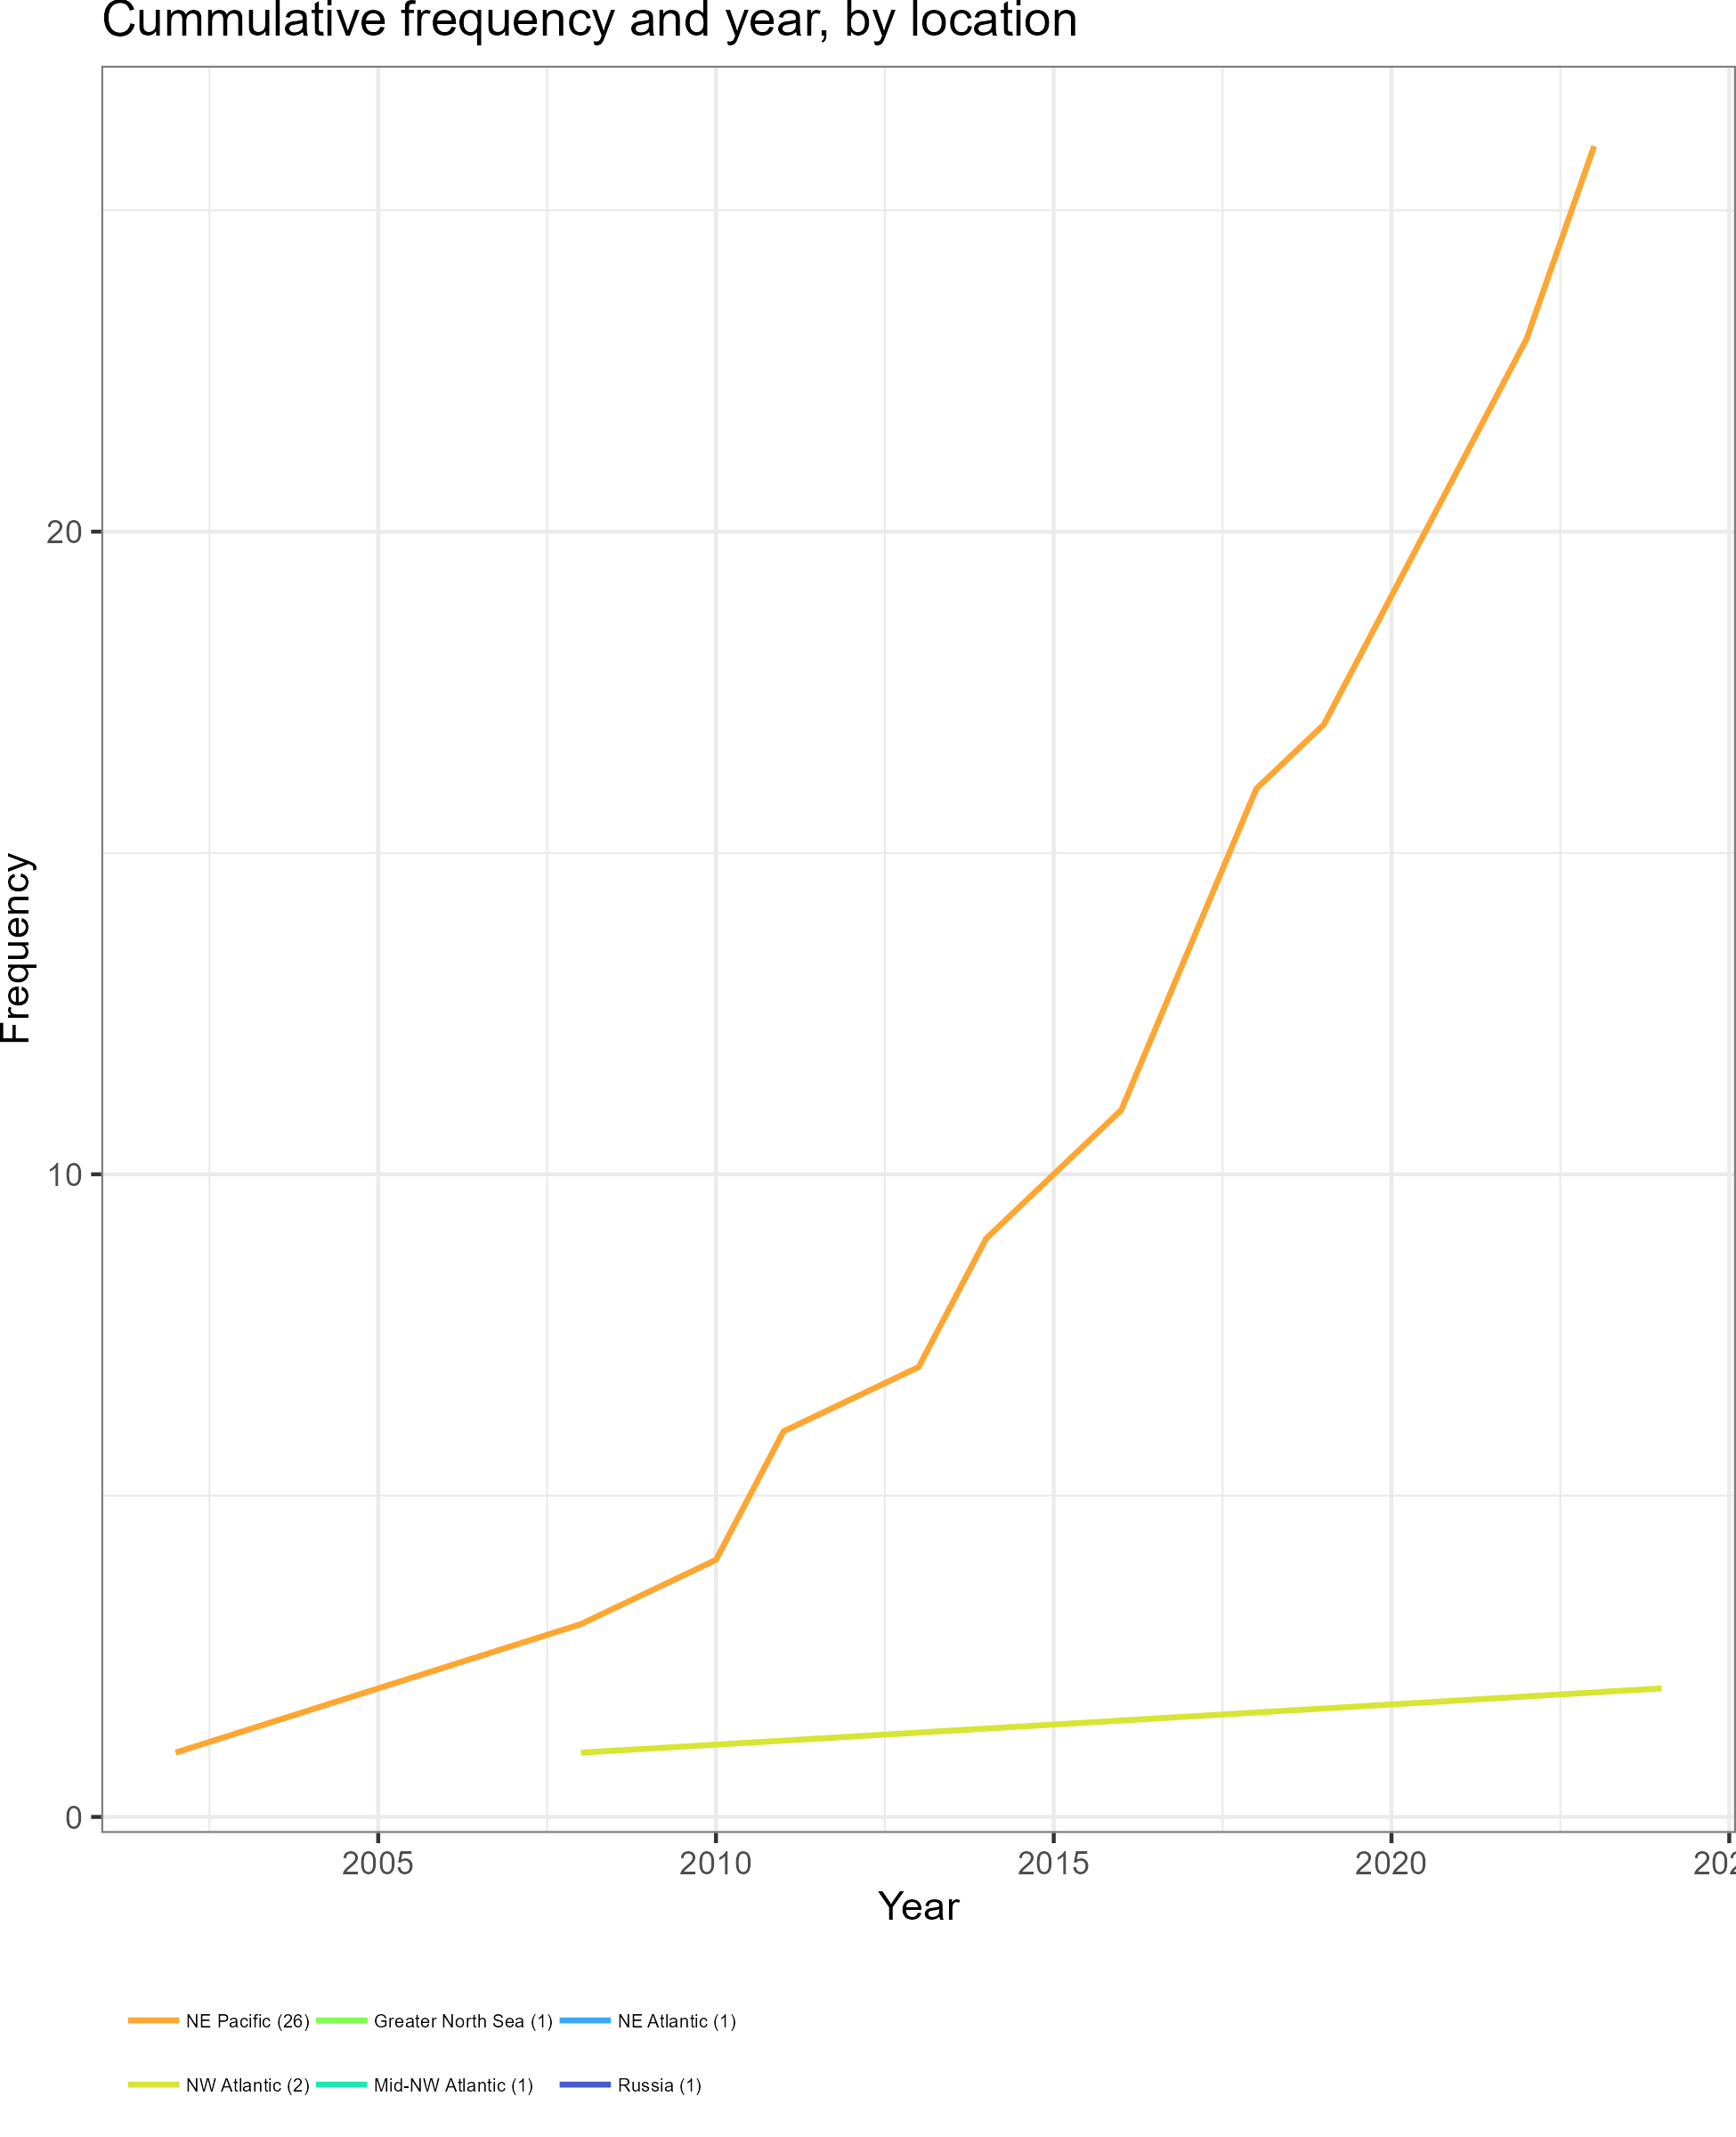 Cummulative frequency and year, by location
Frequency
20
10
0
2005 2010 2015 2020 202
Year
NE Pacific (26) Greater North Sea (1) NE Atlantic (1)
NW Atlantic (2) Mid-NW Atlantic (1) Russia (1)